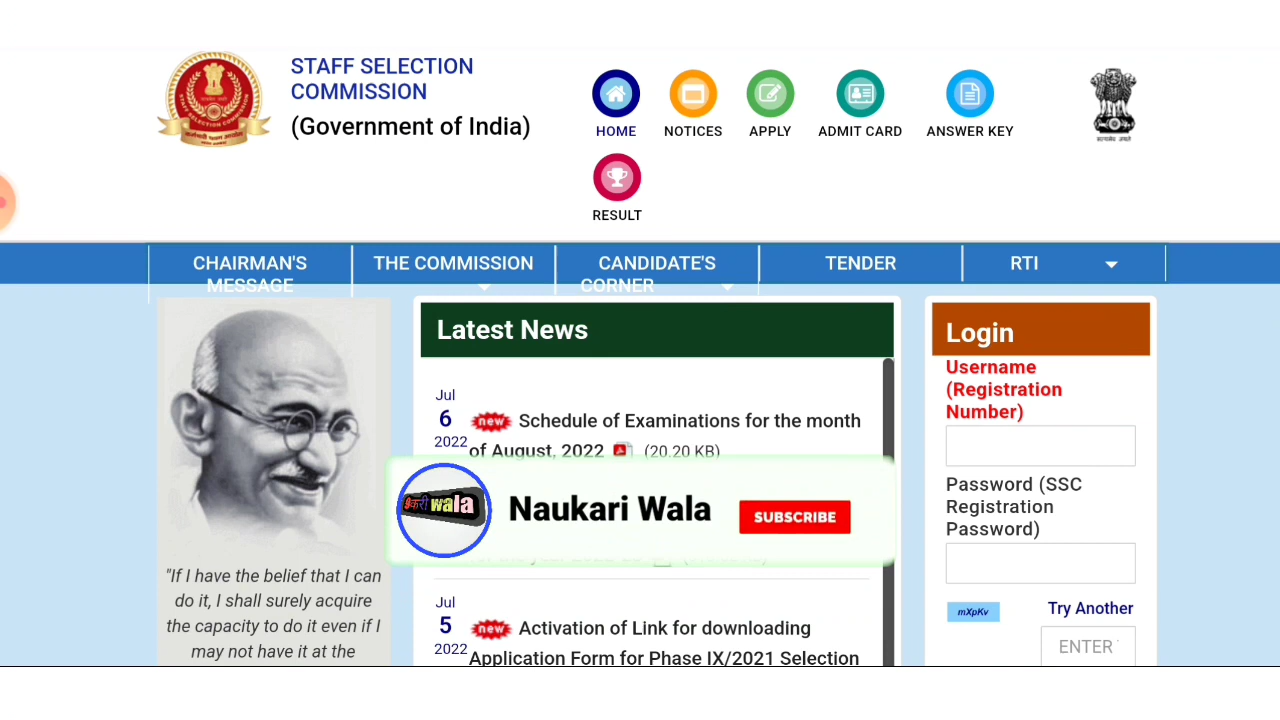 STAFF SELECTION
COMMISSION
(Government of India)
HOME
NOTICES
APPLY
ADMIT CARD
ANSWER KEY
RESULT
सत्यमेव जयते
CHAIRMAN'S
MESSAGE
THE COMMISSION
CANDIDATE'S
CORNER
TENDER
RTI
"If I have the belief that I can
do it, I shall surely acquire
the capacity to do it even if I
may not have it at the
Latest News
Jul
6
2022
new Schedule of Examinations for the month
of August, 2022 (20.20 KB)
करी wala
Naukari Wala
SUBSCRIBE
Jul
5
2022
new Activation of Link for downloading
Application Form for Phase IX/2021 Selection
Login
Username
(Registration
Number)
Password (SSC
Registration
Password)
mXpKv
Try Another
ENTER